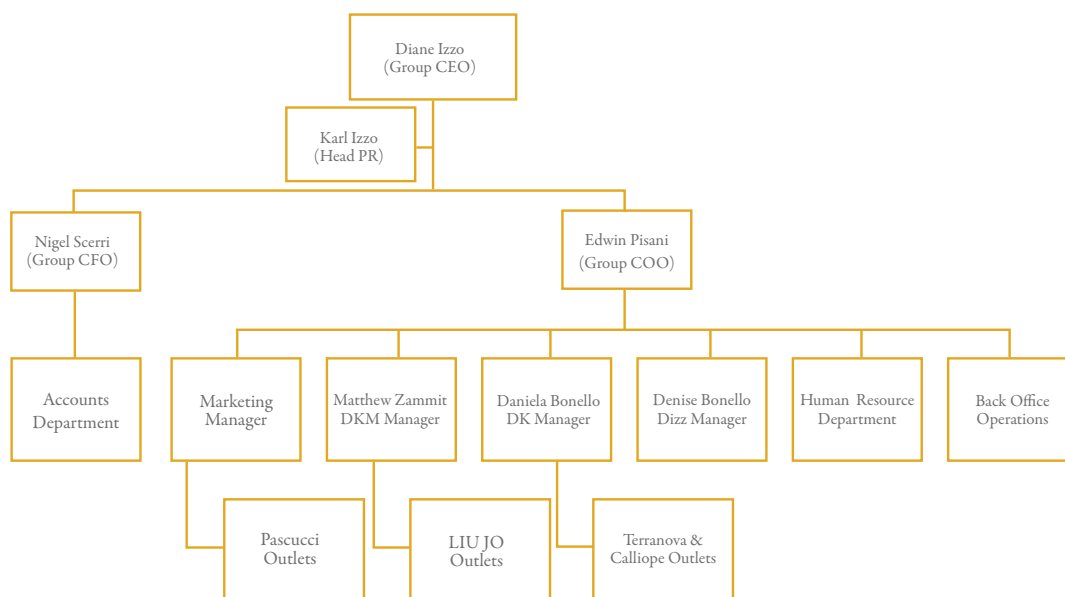 Diane Izzo
(Group CEO)
Karl Izzo
(Head PR)
Nigel Scerri
(Group CFO)
Edwin Pisani
(Group COO)
Accounts
Department
Marketing
Manager
Matthew Zammit
DKM Manager
Daniela Bonello
DK Manager
Denise Bonello
Dizz Manager
Human Resource
Department
Back Office
Operations
Pascucci
Outlets
LIU JO
Outlets
Terranova &
Calliope Outlets